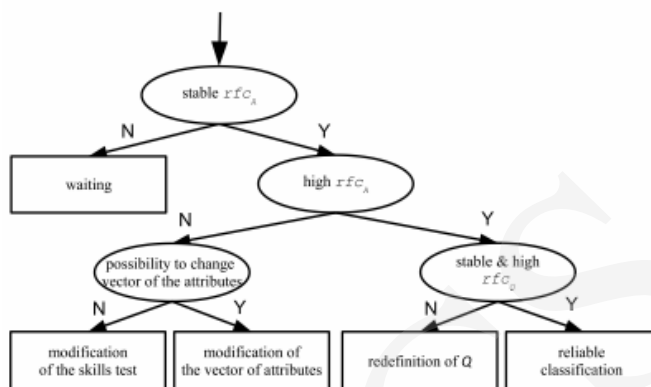 stable rfc_A
N
Y
waiting
high rfc_A
N
Y
possibility to change
vector of the attributes
stable & high
rfc_Q
N
Y
N
Y
modification
of the skills test
modification of
the vector of attributes
redefinition of Q
reliable
classification